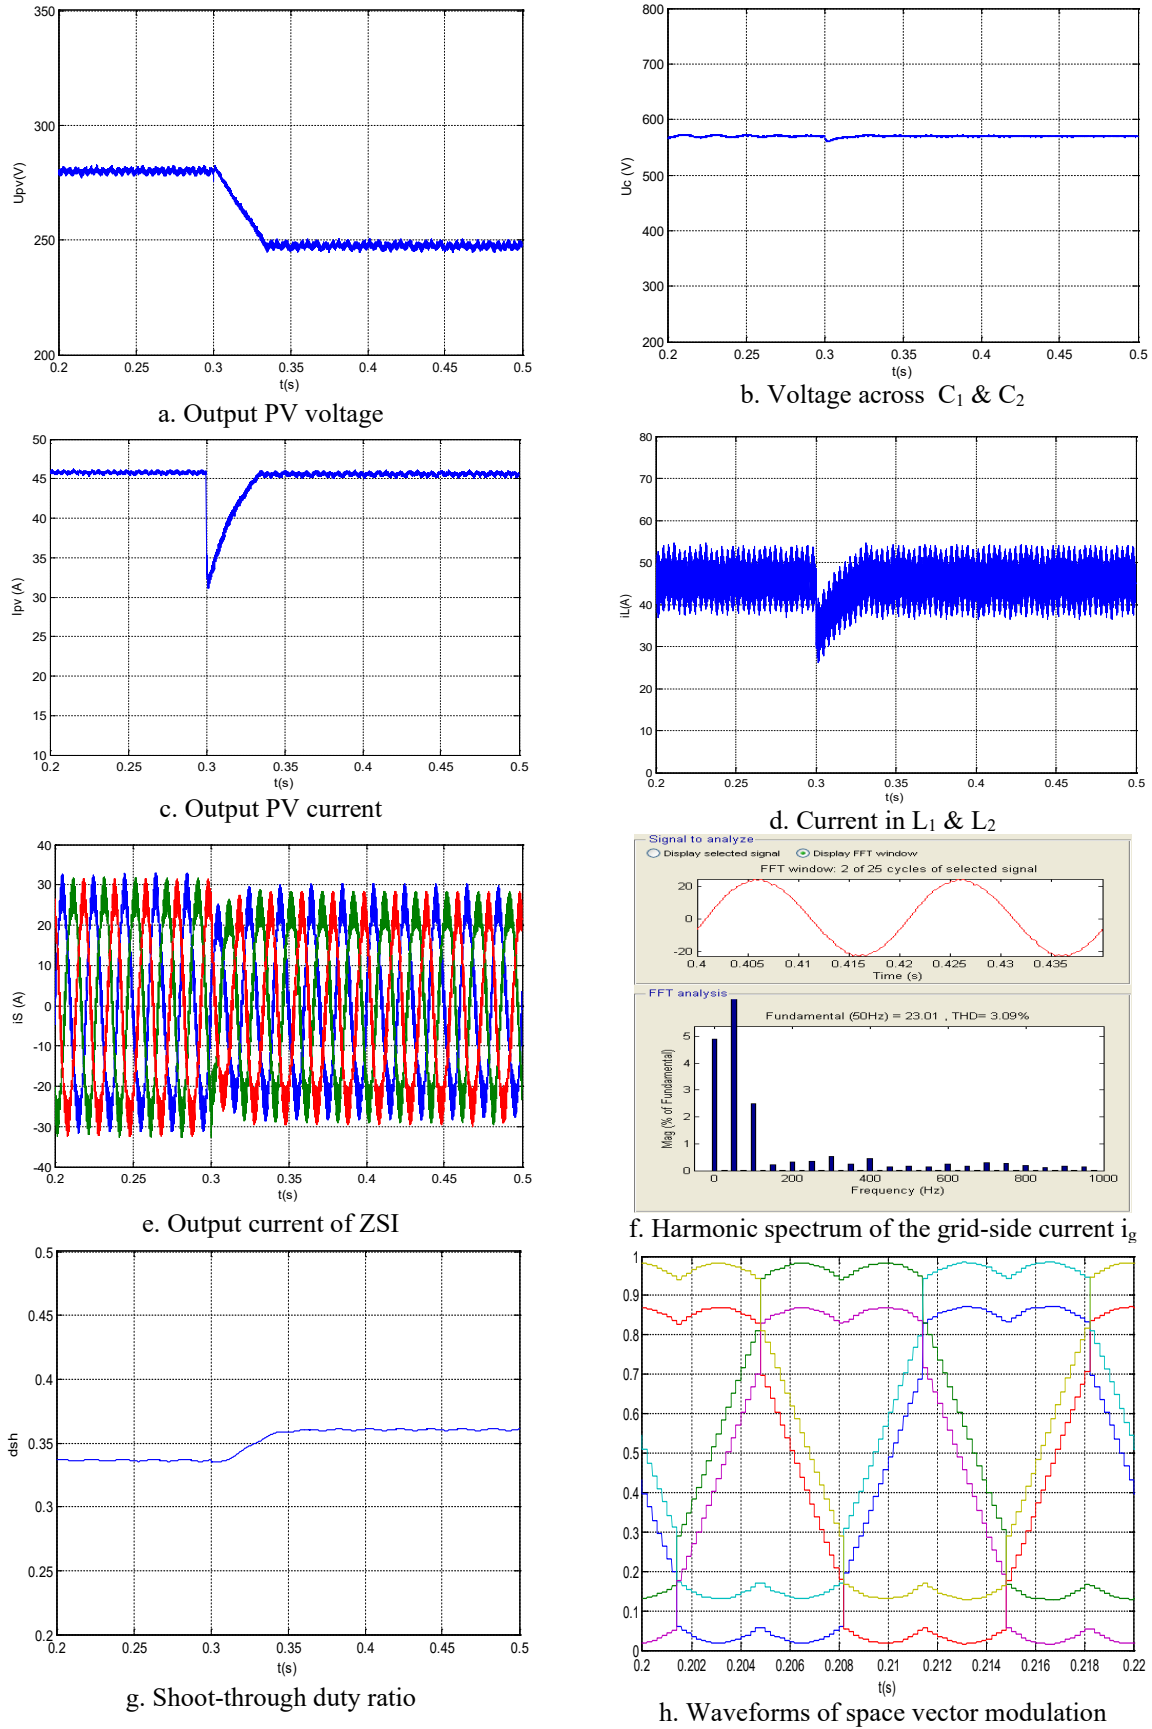 350
300
250
200
0.2 0.25 0.3 0.35 0.4 0.45 0.5
Upv(V)
t(s)
a. Output PV voltage
800
700
600
500
400
300
200
0.2 0.25 0.3 0.35 0.4 0.45 0.5
Uc (V)
t(s)
b. Voltage across C₁ & C₂
50
45
40
35
30
25
20
15
10
0.2 0.25 0.3 0.35 0.4 0.45 0.5
Ipv (A)
t(s)
c. Output PV current
80
70
60
50
40
30
20
10
0
0.2 0.25 0.3 0.35 0.4 0.45 0.5
iL(A)
t(s)
d. Current in L₁ & L₂
40
30
20
10
0
-10
-20
-30
-40
0.2 0.25 0.3 0.35 0.4 0.45 0.5
iS (A)
t(s)
e. Output current of ZSI
Signal to analyze
Display selected signal Display FFT window
FFT window: 2 of 25 cycles of selected signal
20
0
-20
0.4 0.405 0.41 0.415 0.42 0.425 0.43 0.435
Time (s)
FFT analysis
Fundamental (50Hz) = 23.01 , THD= 3.09%
5
4
3
2
1
0
0 200 400 600 800 1000
Mag (% of Fundamental)
Frequency (Hz)
f. Harmonic spectrum of the grid-side current i_g
0.5
0.45
0.4
0.35
0.3
0.25
0.2
0.2 0.25 0.3 0.35 0.4 0.45 0.5
dsh
t(s)
g. Shoot-through duty ratio
1
0.9
0.8
0.7
0.6
0.5
0.4
0.3
0.2
0.1
0
0.2 0.202 0.204 0.206 0.208 0.21 0.212 0.214 0.216 0.218 0.22
t(s)
h. Waveforms of space vector modulation